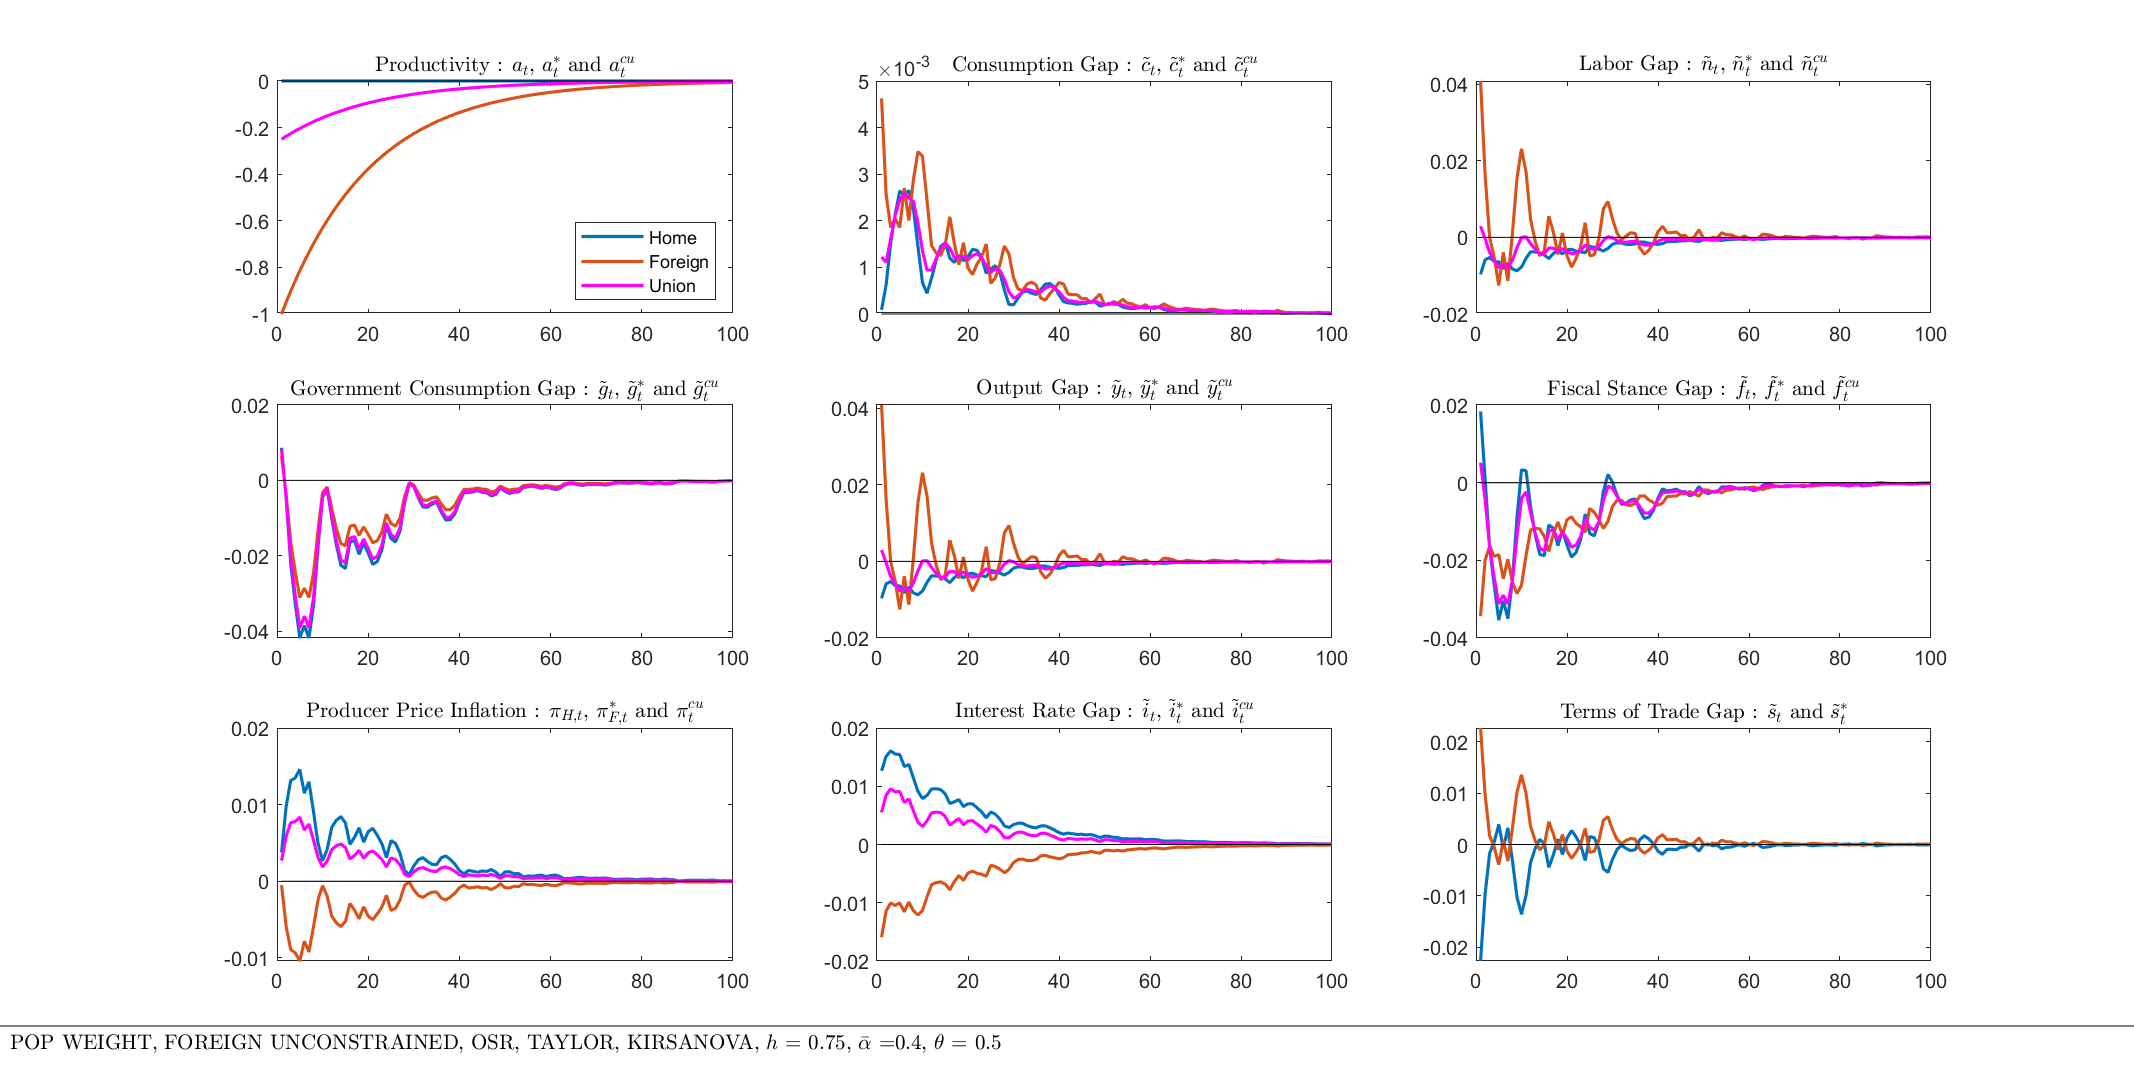 Productivity : a_t, a_t^* and a_t^{cu}
0
-0.2
-0.4
-0.6
-0.8
-1
0 20 40 60 80 100
Home
Foreign
Union
Consumption Gap : c̃_t, c̃_t^* and c̃_t^{cu}
×10^{-3}
5
4
3
2
1
0
0 20 40 60 80 100
Labor Gap : ñ_t, ñ_t^* and ñ_t^{cu}
0.04
0.02
0
-0.02
0 20 40 60 80 100
Government Consumption Gap : g̃_t, g̃_t^* and g̃_t^{cu}
0.02
0
-0.02
-0.04
0 20 40 60 80 100
Output Gap : ỹ_t, ỹ_t^* and ỹ_t^{cu}
0.04
0.02
0
-0.02
0 20 40 60 80 100
Fiscal Stance Gap : f̃_t, f̃_t^* and f̃_t^{cu}
0.02
0
-0.02
-0.04
0 20 40 60 80 100
Producer Price Inflation : π_{H,t}, π_{F,t}^* and π_t^{cu}
0.02
0.01
0
-0.01
0 20 40 60 80 100
Interest Rate Gap : ĩ_t, ĩ_t^* and ĩ_t^{cu}
0.02
0.01
0
-0.01
-0.02
0 20 40 60 80 100
Terms of Trade Gap : s̃_t and s̃_t^*
0.02
0.01
0
-0.01
-0.02
0 20 40 60 80 100
POP WEIGHT, FOREIGN UNCONSTRAINED, OSR, TAYLOR, KIRSANOVA, h = 0.75, ᾱ =0.4, θ = 0.5